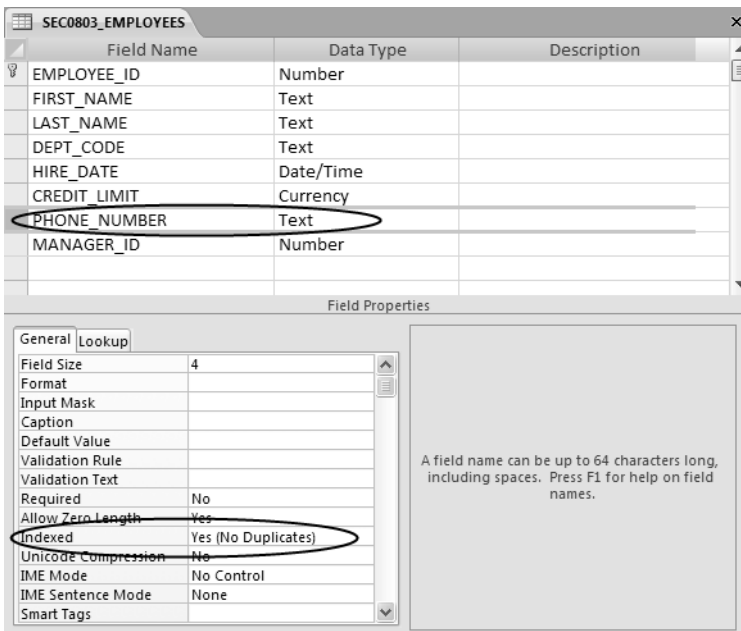 SEC0803_EMPLOYEES
Field Name Data Type Description
EMPLOYEE_ID Number
FIRST_NAME Text
LAST_NAME Text
DEPT_CODE Text
HIRE_DATE Date/Time
CREDIT_LIMIT Currency
PHONE_NUMBER Text
MANAGER_ID Number
Field Properties
General Lookup
Field Size 4
Format
Input Mask
Caption
Default Value
Validation Rule
Validation Text
Required No
Allow Zero Length Yes
Indexed Yes (No Duplicates)
Unicode Compression No
IME Mode No Control
IME Sentence Mode None
Smart Tags
A field name can be up to 64 characters long,
including spaces. Press F1 for help on field
names.